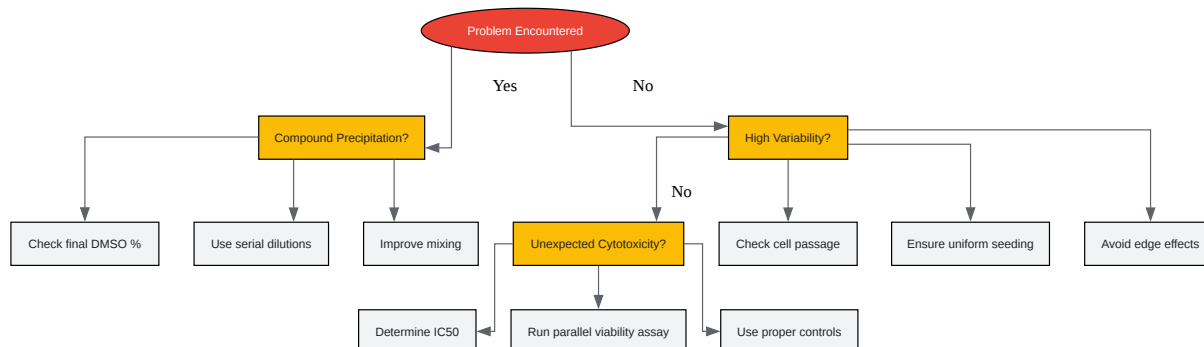 Problem Encountered
Yes
No
Compound Precipitation?
High Variability?
No
Check final DMSO %
Use serial dilutions
Improve mixing
Unexpected Cytotoxicity?
Check cell passage
Ensure uniform seeding
Avoid edge effects
Determine IC50
Run parallel viability assay
Use proper controls